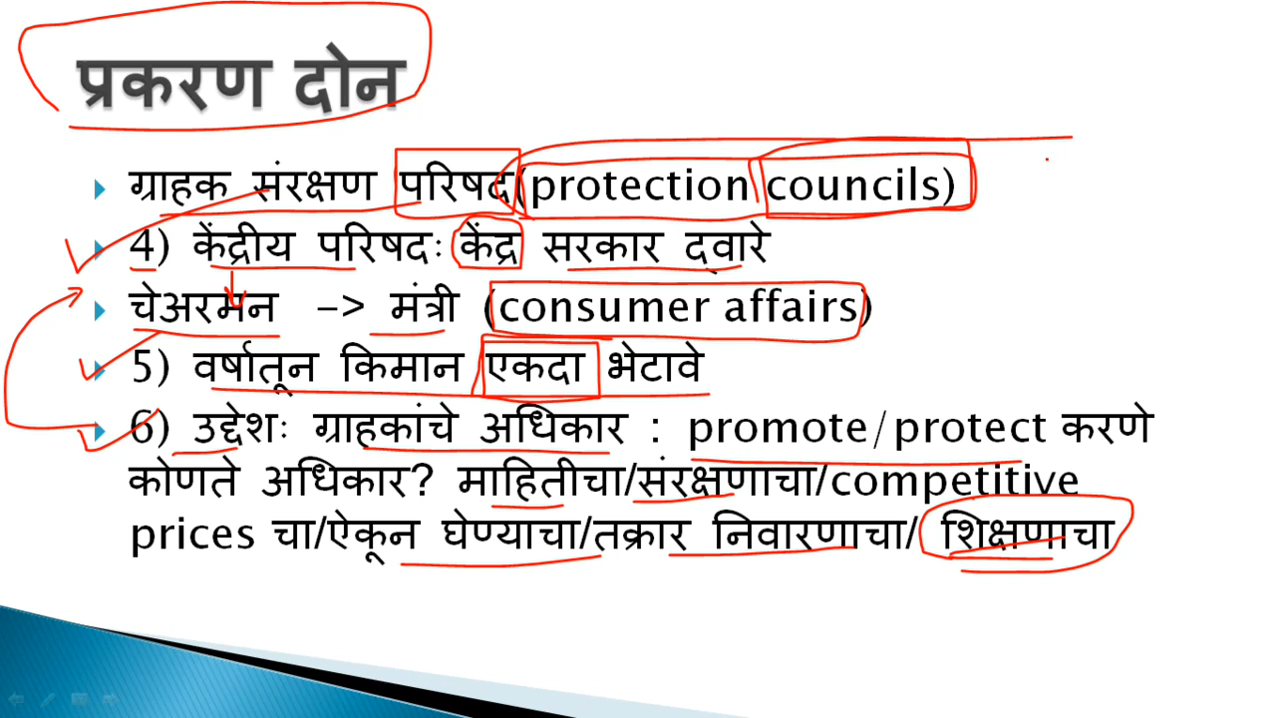 प्रकरण दोन
ग्राहक संरक्षण परिषद(protection councils)
4) केंद्रीय परिषदः केंद्र सरकार द्वारे
चेअरमन -> मंत्री (consumer affairs)
5) वर्षातून किमान एकदा भेटावे
6) उद्देशः ग्राहकांचे अधिकार : promote/protect करणे
कोणते अधिकार? माहितीचा/संरक्षणाचा/competitive
prices चा/ऐकून घेण्याचा/तक्रार निवारणाचा/ शिक्षणाचा